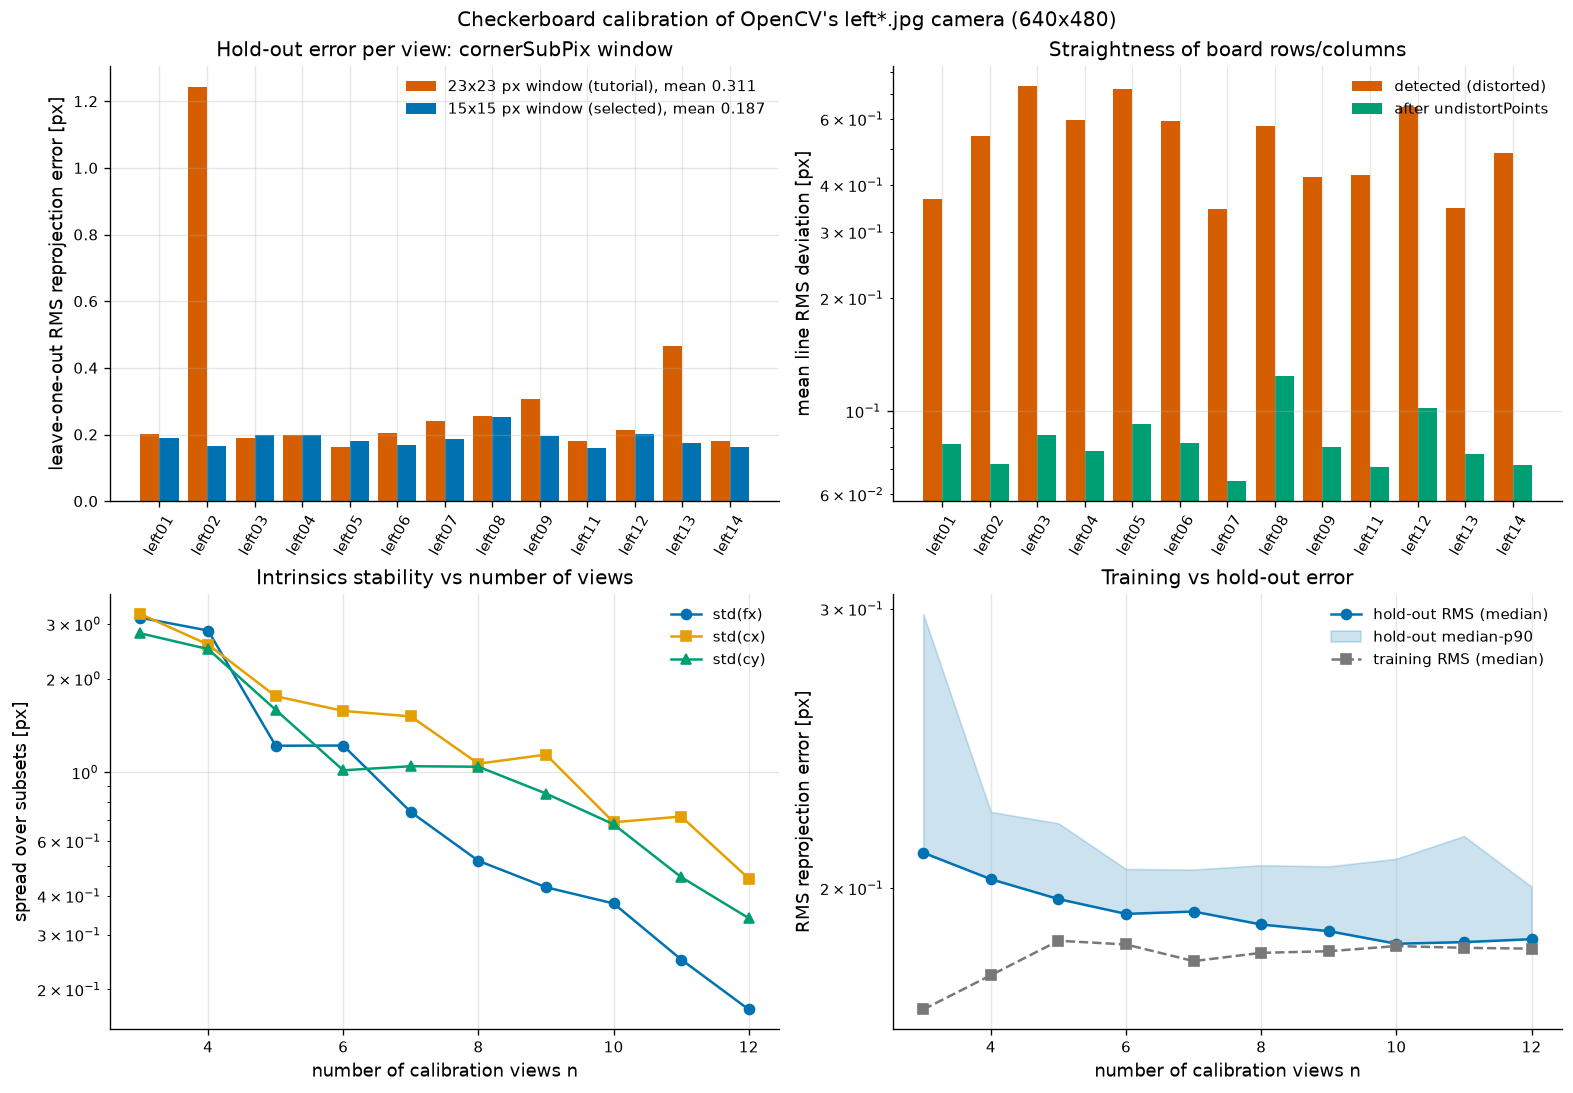 Checkerboard calibration of OpenCV's left*.jpg camera (640x480)
Hold-out error per view: cornerSubPix window
23x23 px window (tutorial), mean 0.311
15x15 px window (selected), mean 0.187
leave-one-out RMS reprojection error [px]
1.2
1.0
0.8
0.6
0.4
0.2
0.0
left01
left02
left03
left04
left05
left06
left07
left08
left09
left11
left12
left13
left14
Straightness of board rows/columns
detected (distorted)
after undistortPoints
mean line RMS deviation [px]
6 × 10⁻¹
4 × 10⁻¹
3 × 10⁻¹
2 × 10⁻¹
10⁻¹
6 × 10⁻²
left01
left02
left03
left04
left05
left06
left07
left08
left09
left11
left12
left13
left14
Intrinsics stability vs number of views
std(fx)
std(cx)
std(cy)
spread over subsets [px]
3 × 10⁰
2 × 10⁰
10⁰
6 × 10⁻¹
4 × 10⁻¹
3 × 10⁻¹
2 × 10⁻¹
4
6
8
10
12
number of calibration views n
Training vs hold-out error
hold-out RMS (median)
hold-out median-p90
training RMS (median)
RMS reprojection error [px]
3 × 10⁻¹
2 × 10⁻¹
4
6
8
10
12
number of calibration views n